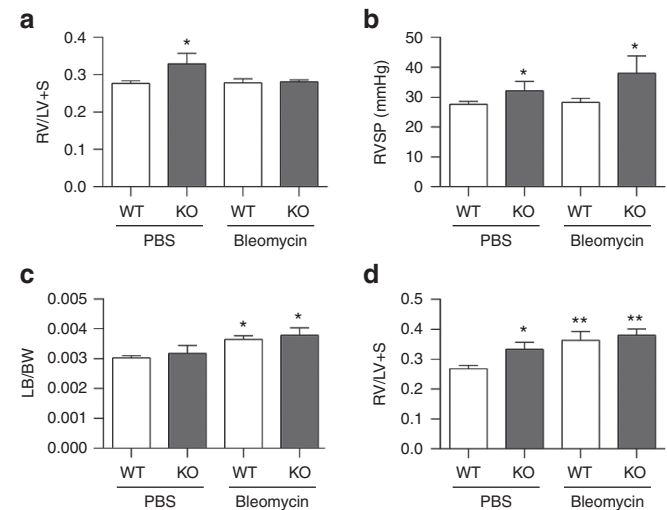 a
*
0.4
0.3
0.2
0.1
0.0
RV/LV+S
WT KO WT KO
PBS Bleomycin
b
50
40
30
20
10
0
RVSP (mmHg)
* *
WT KO WT KO
PBS Bleomycin
c
0.005
0.004
0.003
0.002
0.001
0.000
LB/BW
* *
WT KO WT KO
PBS Bleomycin
d
0.5
0.4
0.3
0.2
0.1
0.0
RV/LV+S
* ** **
WT KO WT KO
PBS Bleomycin